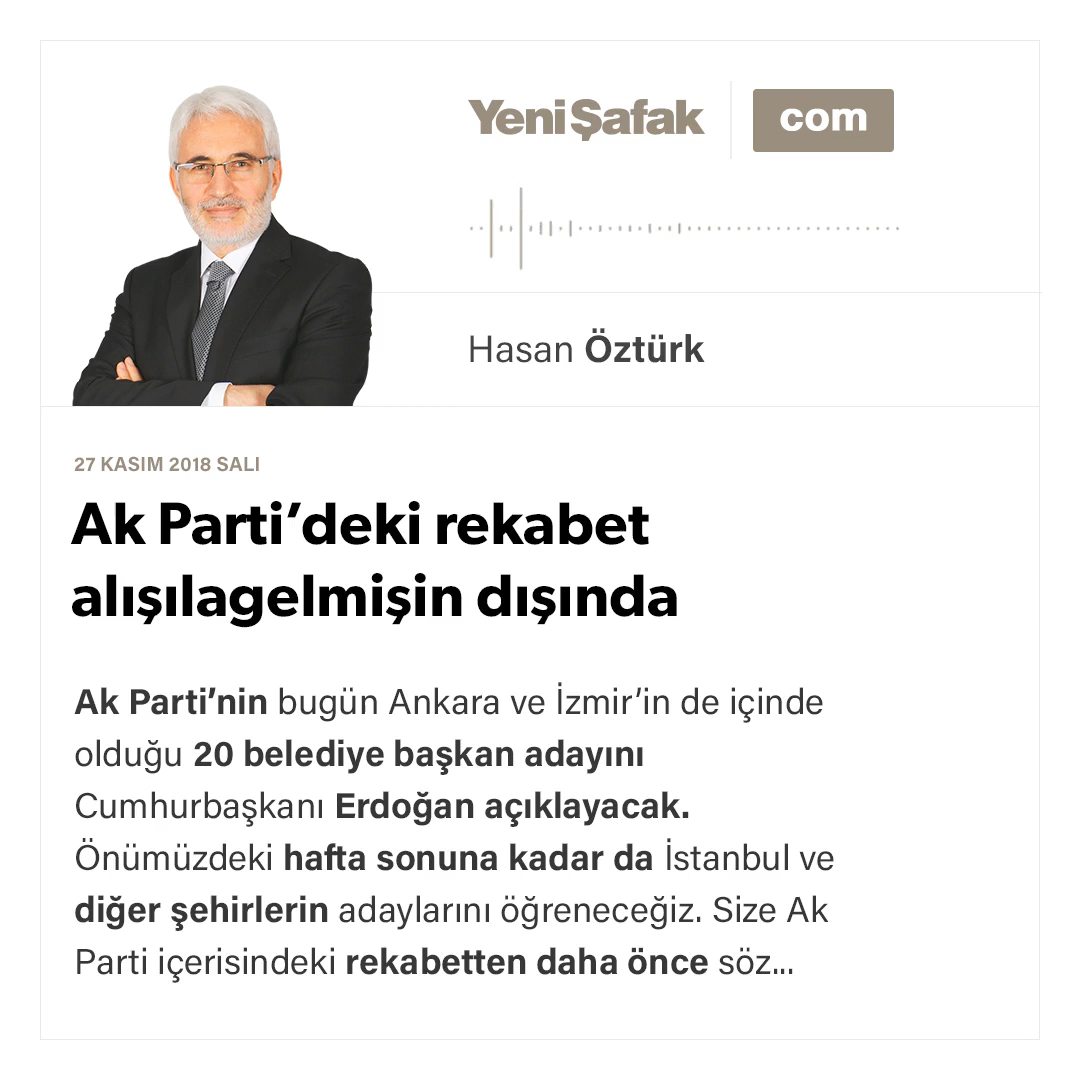 YeniŞafak
com
Hasan Öztürk
27 KASIM 2018 SALI
Ak Parti’deki rekabet
alışılagelmişin dışında
Ak Parti’nin bugün Ankara ve İzmir’in de içinde
olduğu 20 belediye başkan adayını
Cumhurbaşkanı Erdoğan açıklayacak.
Önümüzdeki hafta sonuna kadar da İstanbul ve
diğer şehirlerin adaylarını öğreneceğiz. Size Ak
Parti içerisindeki rekabetten daha önce söz...